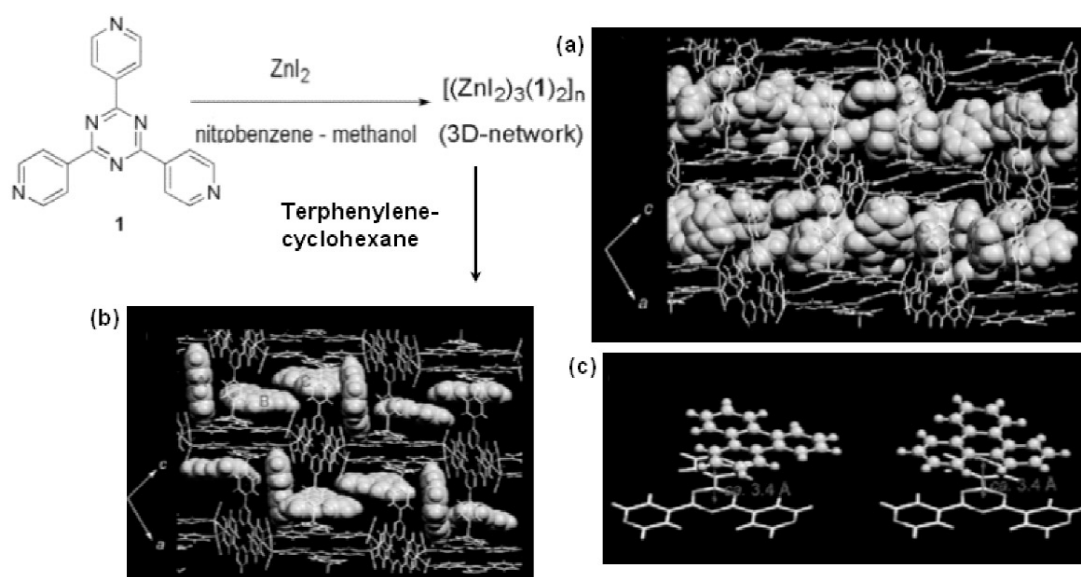 N
N
N
N
N
N
1
ZnI₂
nitrobenzene - methanol
[(ZnI₂)₃(1)₂]ₙ
(3D-network)
Terphenylene-
cyclohexane
(a)
c
a
(b)
B
c
a
(c)
ca. 3.4 Å
ca. 3.4 Å